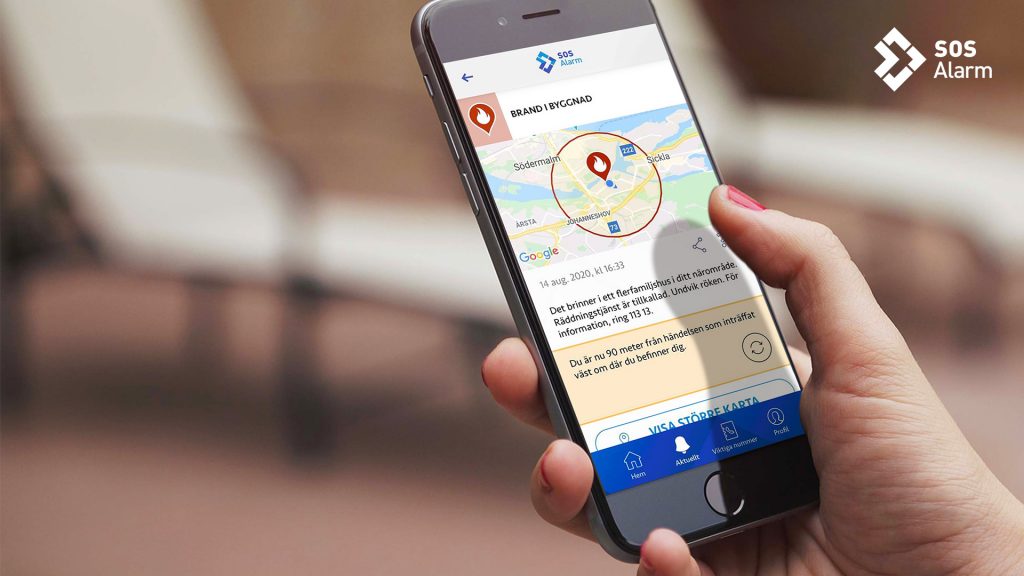 SOS
Alarm
SOS
Alarm
BRAND I BYGGNAD
Södermalm
222
Sickla
ÅRSTA
JOHANNESHOV
73
Google
14 aug. 2020, kl 16:33
Det brinner i ett flerfamiljshus i ditt närområde.
Räddningstjänst är tillkallad. Undvik röken. För
information, ring 113 13.
Du är nu 90 meter från händelsen som inträffat
väst om där du befinner dig.
VISA STÖRRE KARTA
Hem
Aktuellt
Viktiga nummer
Profil